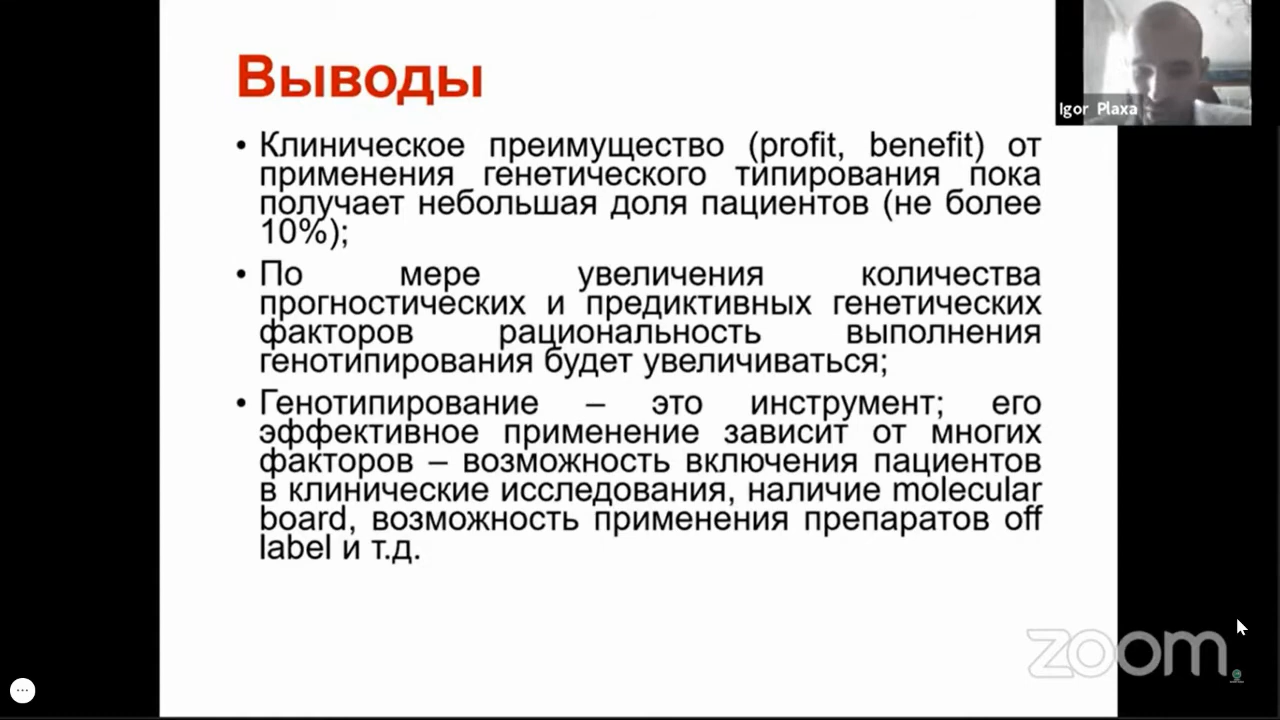 Выводы
Igor Plaxa
• Клиническое преимущество (profit, benefit) от
применения генетического типирования пока
получает небольшая доля пациентов (не более
10%);
• По мере увеличения количества
прогностических и предиктивных генетических
факторов рациональность выполнения
генотипирования будет увеличиваться;
• Генотипирование – это инструмент; его
эффективное применение зависит от многих
факторов – возможность включения пациентов
в клинические исследования, наличие molecular
board, возможность применения препаратов off
label и т.д.
zoom